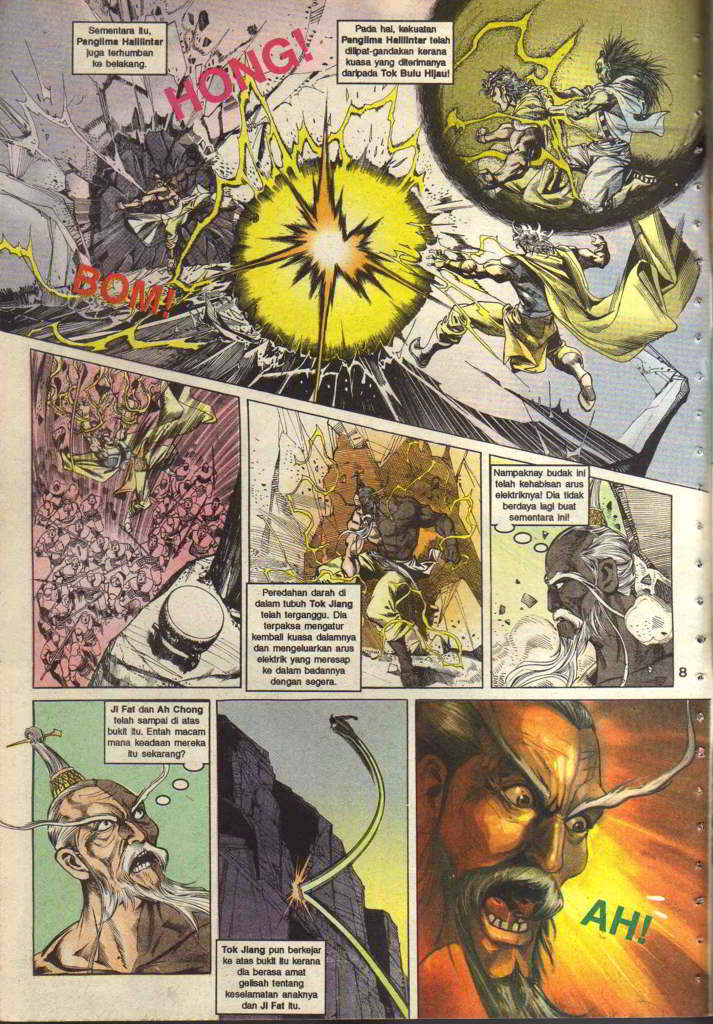 Sementara itu,
Panglima Halilintar
juga terhumban
ke belakang.
HONG!
Pada hal, kekuatan
Panglima Halilintar telah
dilipat-gandakan kerana
kuasa yang diterimanya
daripada Tok Bulu Hijau!
BOM!
Peredahan darah di
dalam tubuh Tok Jiang
telah terganggu. Dia
terpaksa mengatur
kembali kuasa dalamnya
dan mengeluarkan arus
elektrik yang meresap
ke dalam badannya
dengan segera.
Nampaknay budak ini
telah kehabisan arus
elektriknya! Dia tidak
berdaya lagi buat
sementara ini!
8
Ji Fat dan Ah Chong
telah sampai di atas
bukit itu. Entah macam
mana keadaan mereka
itu sekarang?
Tok Jiang pun berkejar
ke atas bukit itu kerana
dia berasa amat
gelisah tentang
keselamatan anaknya
dan Ji Fat itu.
AH!